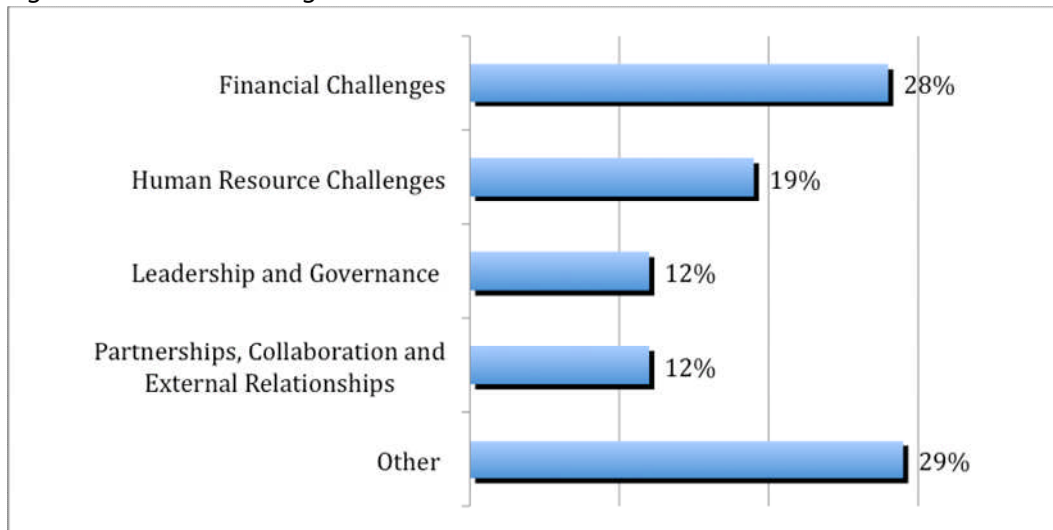 Financial Challenges
28%
Human Resource Challenges
19%
Leadership and Governance
12%
Partnerships, Collaboration and
External Relationships
12%
Other
29%